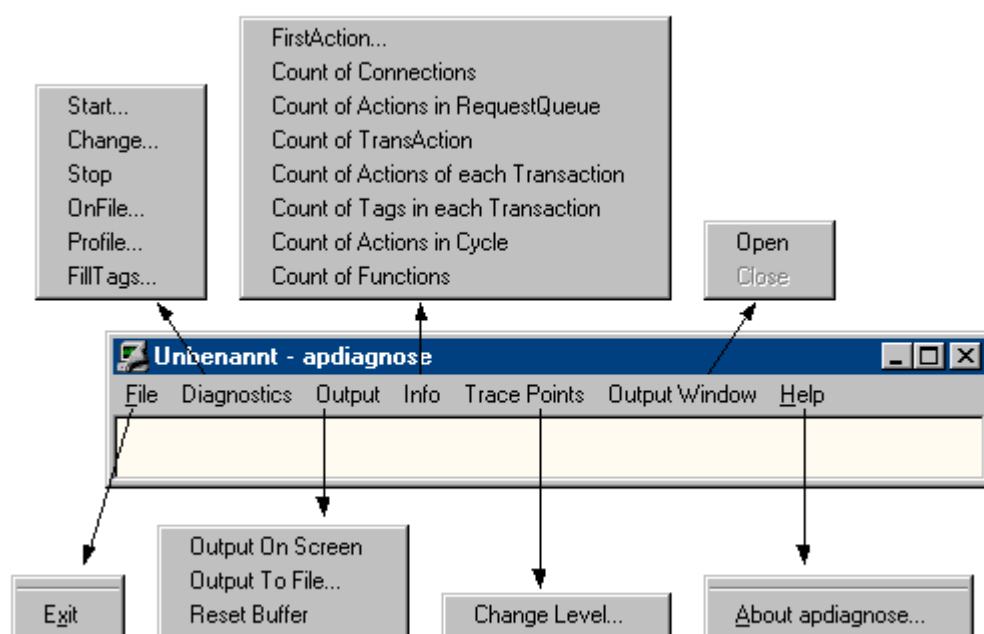 FirstAction...
Count of Connections
Count of Actions in RequestQueue
Count of TransAction
Count of Actions of each Transaction
Count of Tags in each Transaction
Count of Actions in Cycle
Count of Functions
Start...
Change...
Stop
OnFile...
Profile...
FillTags...
Open
Close
Unbenannt - apdiagnose
File Diagnostics Output Info Trace Points Output Window Help
Exit
Output On Screen
Output To File...
Reset Buffer
Change Level...
About apdiagnose...